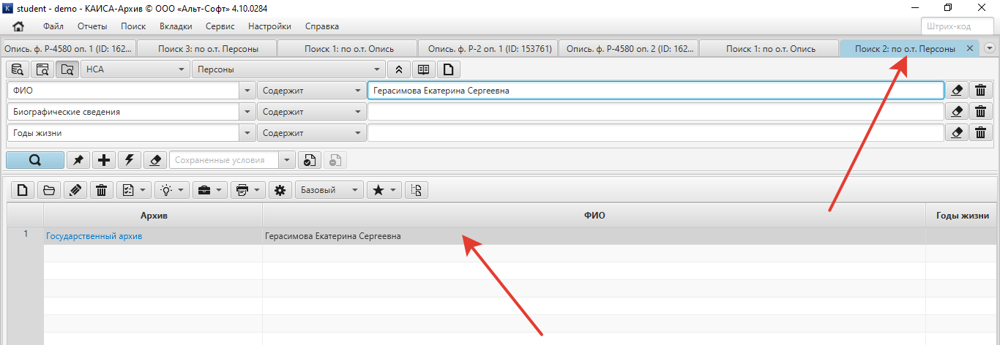 student - demo - КАИСА-Архив © ООО «Альт-Софт» 4.10.0284
Файл Отчеты Поиск Вкладки Сервис Настройки Справка Штрих-код
Опись. ф. Р-4580 оп. 1 (ID: 162... Поиск 3: по о.т. Персоны Поиск 1: по о.т. Опись Опись. ф. Р-2 оп. 1 (ID: 153761) Опись. ф. Р-4580 оп. 2 (ID: 162... Поиск 1: по о.т. Опись Поиск 2: по о.т. Персоны
НСА Персоны
ФИО Содержит Герасимова Екатерина Сергеевна
Биографические сведения Содержит
Годы жизни Содержит
Сохраненные условия
Базовый
Архив ФИО Годы жизни
1 Государственный архив Герасимова Екатерина Сергеевна